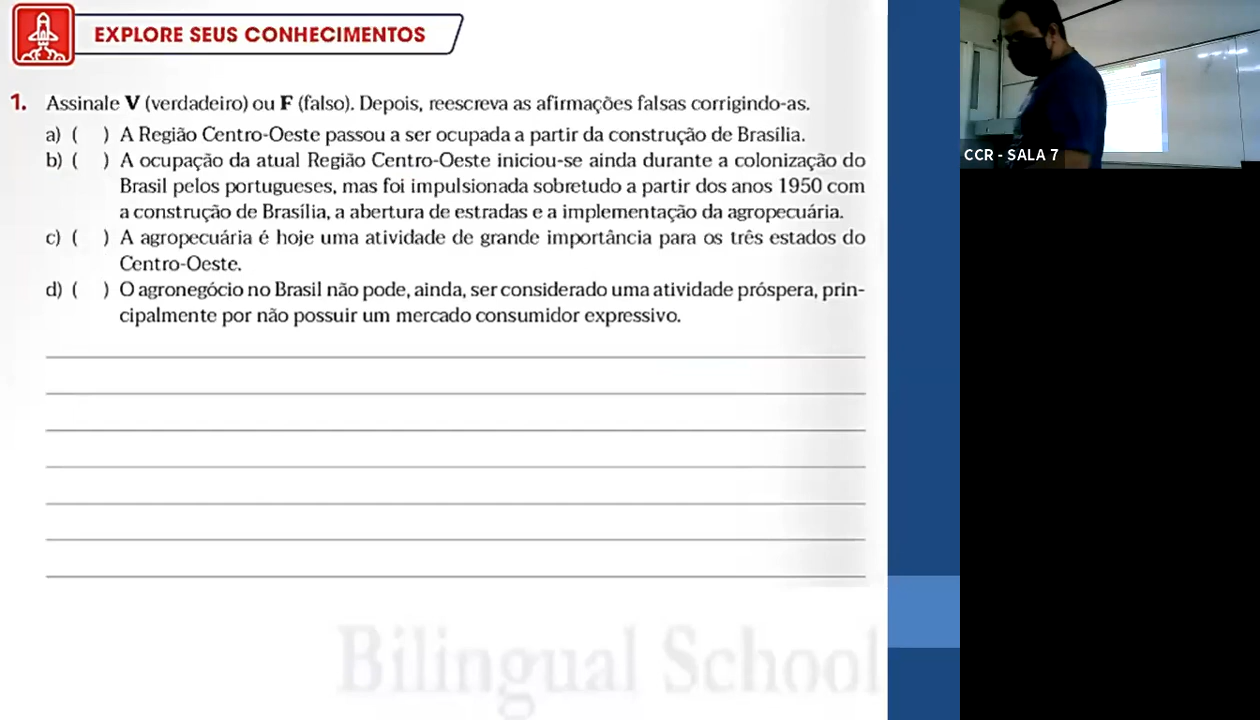 EXPLORE SEUS CONHECIMENTOS
1. Assinale V (verdadeiro) ou F (falso). Depois, reescreva as afirmações falsas corrigindo-as.
a) ( ) A Região Centro-Oeste passou a ser ocupada a partir da construção de Brasília.
b) ( ) A ocupação da atual Região Centro-Oeste iniciou-se ainda durante a colonização do
Brasil pelos portugueses, mas foi impulsionada sobretudo a partir dos anos 1950 com
a construção de Brasília, a abertura de estradas e a implementação da agropecuária.
c) ( ) A agropecuária é hoje uma atividade de grande importância para os três estados do
Centro-Oeste.
d) ( ) O agronegócio no Brasil não pode, ainda, ser considerado uma atividade próspera, prin-
cipalmente por não possuir um mercado consumidor expressivo.
Bilingual School
CCR - SALA 7